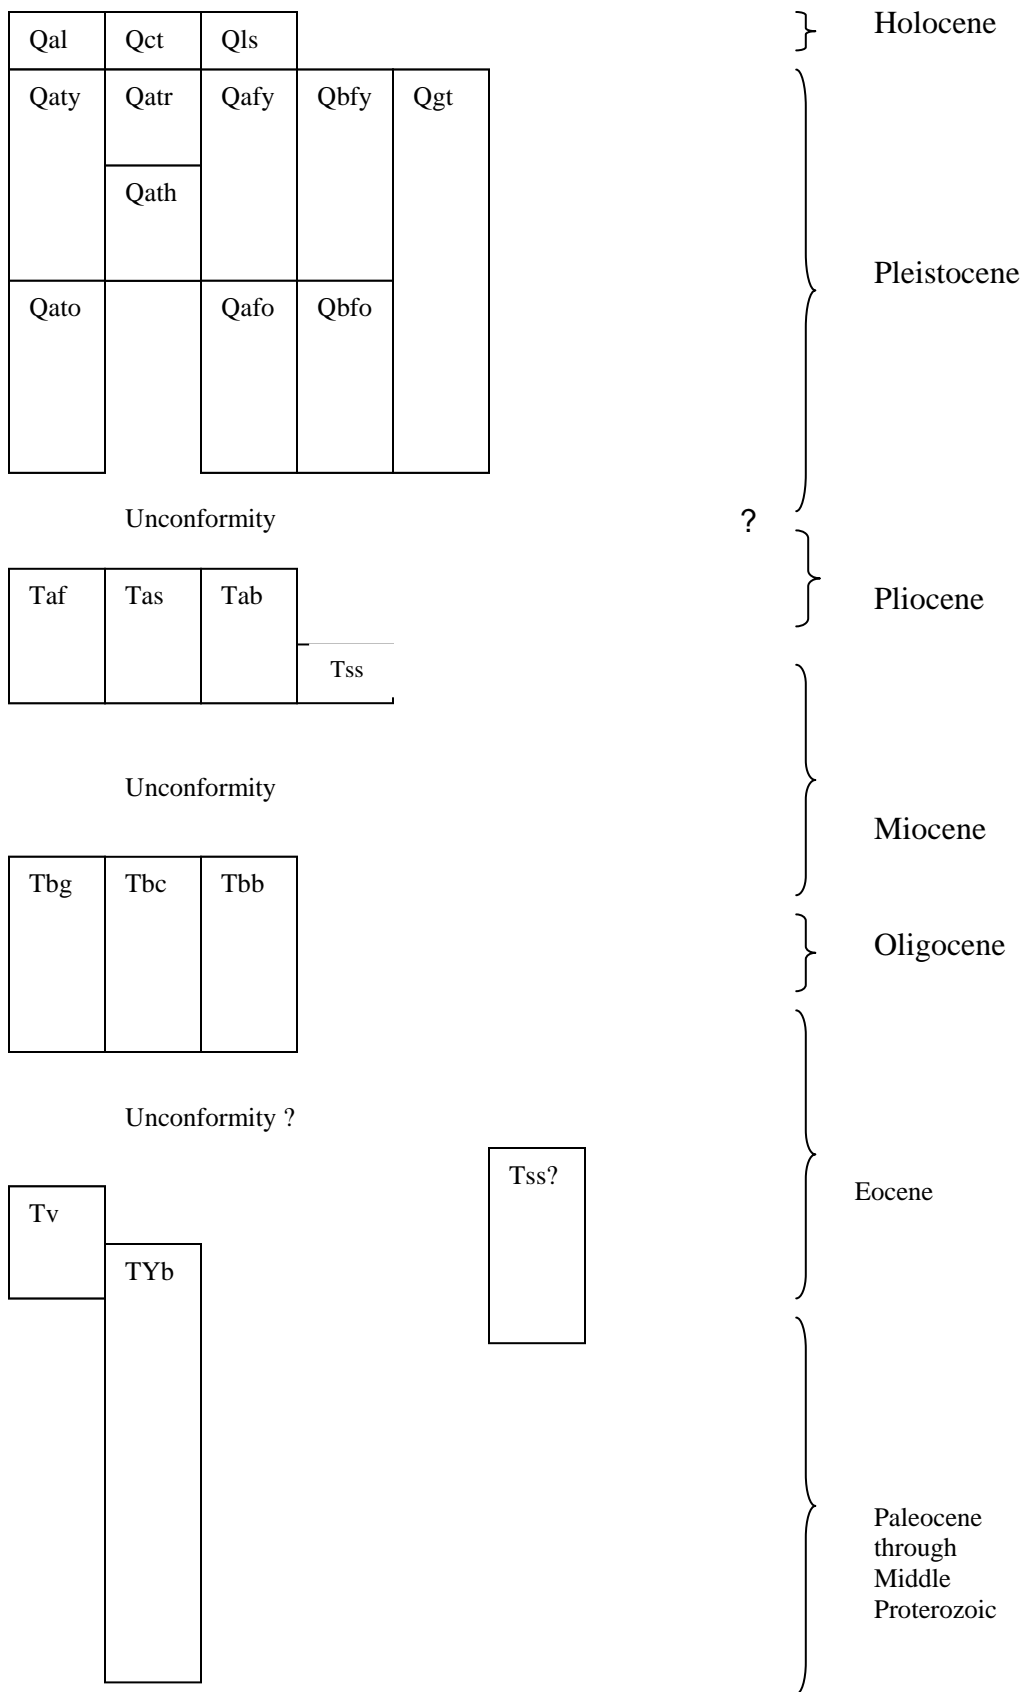 Qal Qct Qls Holocene
Qaty Qatr Qafy Qbfy Qgt
Qath
Pleistocene
Qato Qafo Qbfo
Unconformity ?
Taf Tas Tab Pliocene
Tss
Unconformity
Miocene
Tbg Tbc Tbb
Oligocene
Unconformity ?
Tss?
Eocene
Tv
TYb
Paleocene
through
Middle
Proterozoic